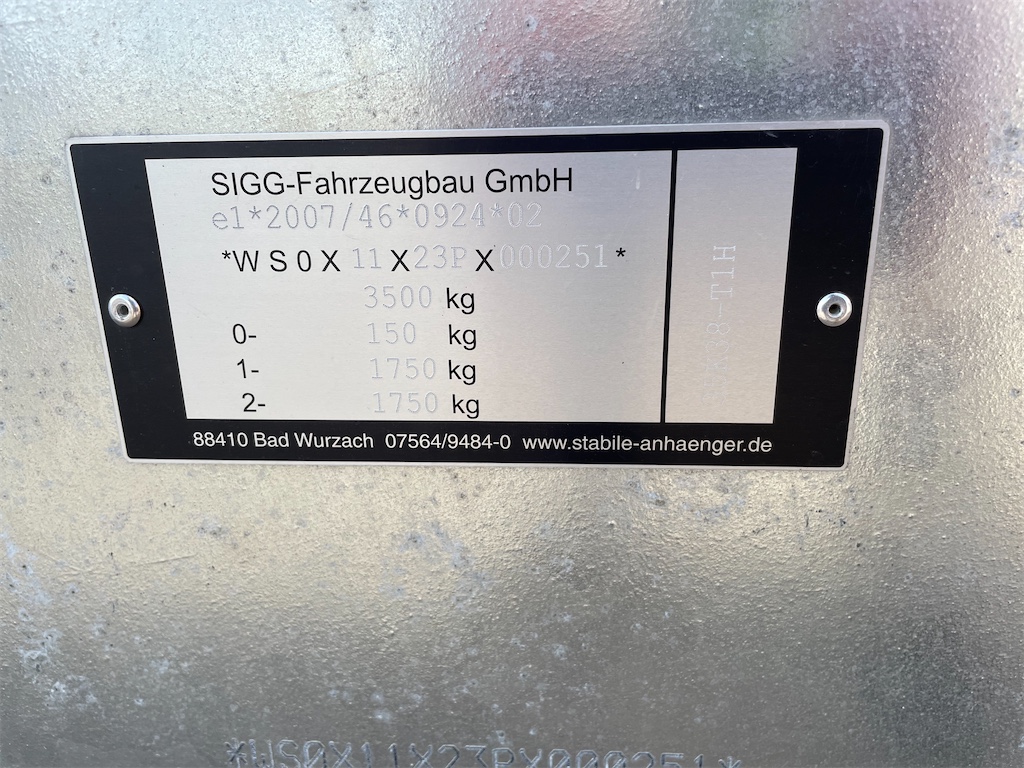 SIGG-Fahrzeugbau GmbH
e1*2007/46*0924*02
*WS0X11X23PX000251*
3500 kg
0- 150 kg
1- 1750 kg
2- 1750 kg
88410 Bad Wurzach 07564/9484-0 www.stabile-anhaenger.de
*WS0X11X23PX000251*